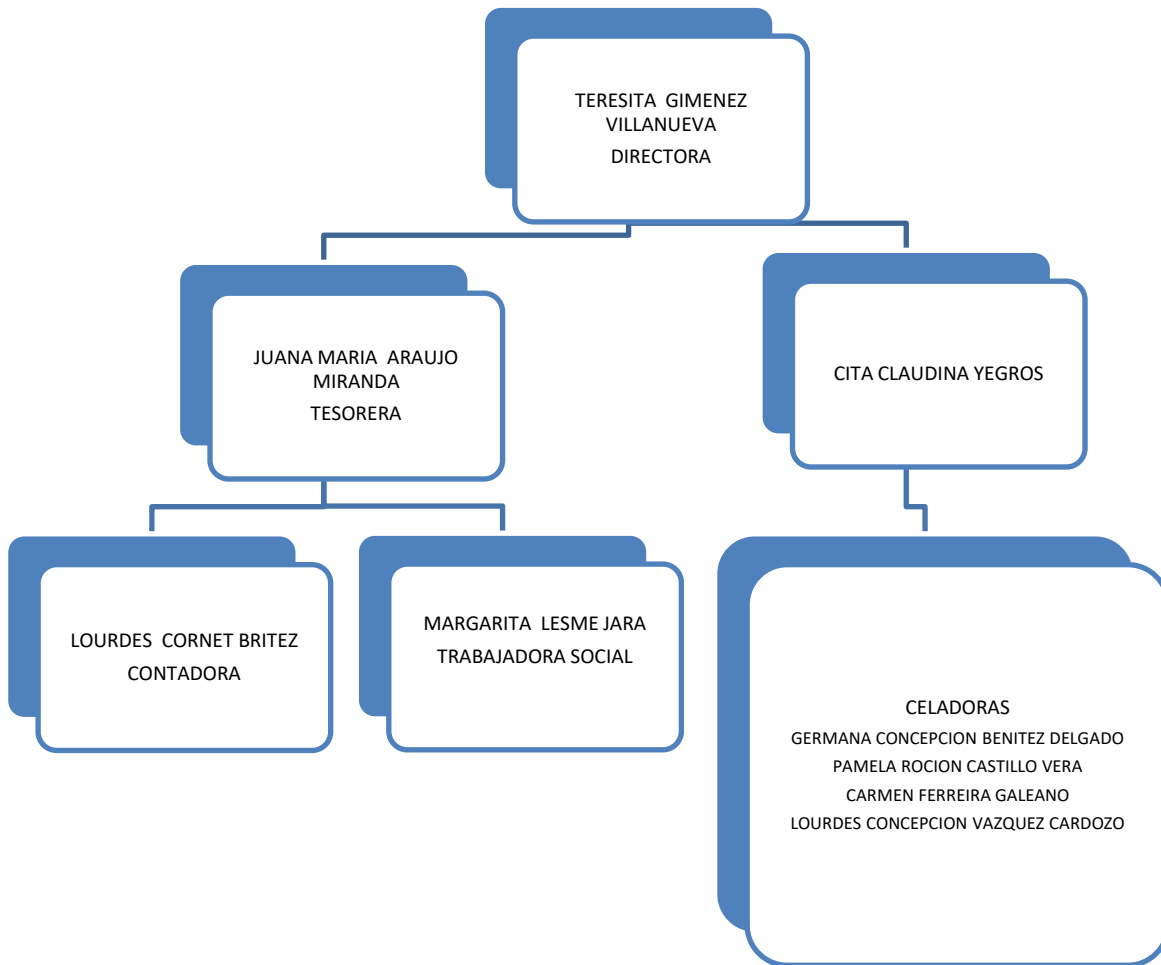 TERESITA GIMENEZ
VILLANUEVA
DIRECTORA
JUANA MARIA ARAUJO
MIRANDA
TESORERA
CITA CLAUDINA YEGROS
LOURDES CORNET BRITEZ
CONTADORA
MARGARITA LESME JARA
TRABAJADORA SOCIAL
CELADORAS
GERMANA CONCEPCION BENITEZ DELGADO
PAMELA ROCION CASTILLO VERA
CARMEN FERREIRA GALEANO
LOURDES CONCEPCION VAZQUEZ CARDOZO